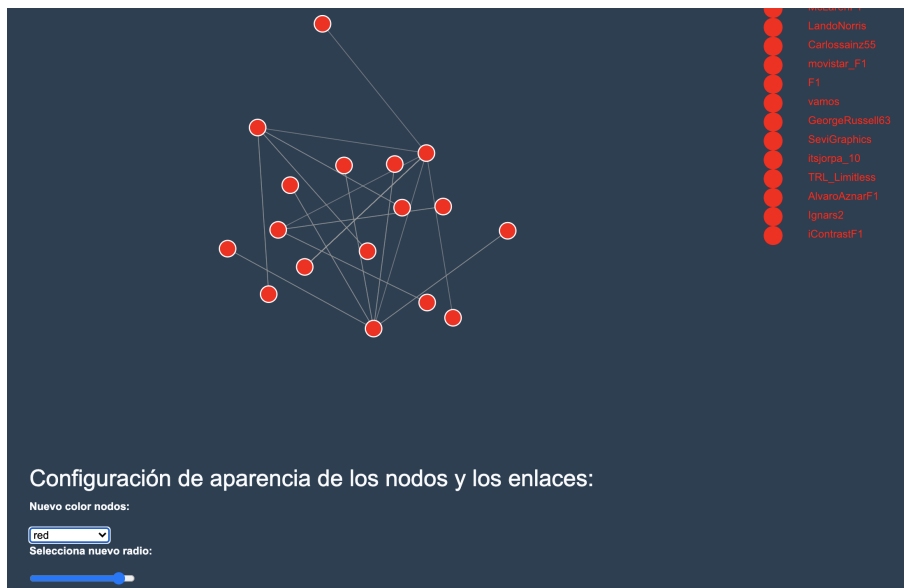 LandoNorris
Carlossainz55
movistar_F1
F1
vamos
GeorgeRussell63
SeviGraphics
itsjorpa_10
TRL_Limitless
AlvaroAznarF1
Ignars2
iContrastF1
Configuración de aparencia de los nodos y los enlaces:
Nuevo color nodos:
red
Selecciona nuevo radio: